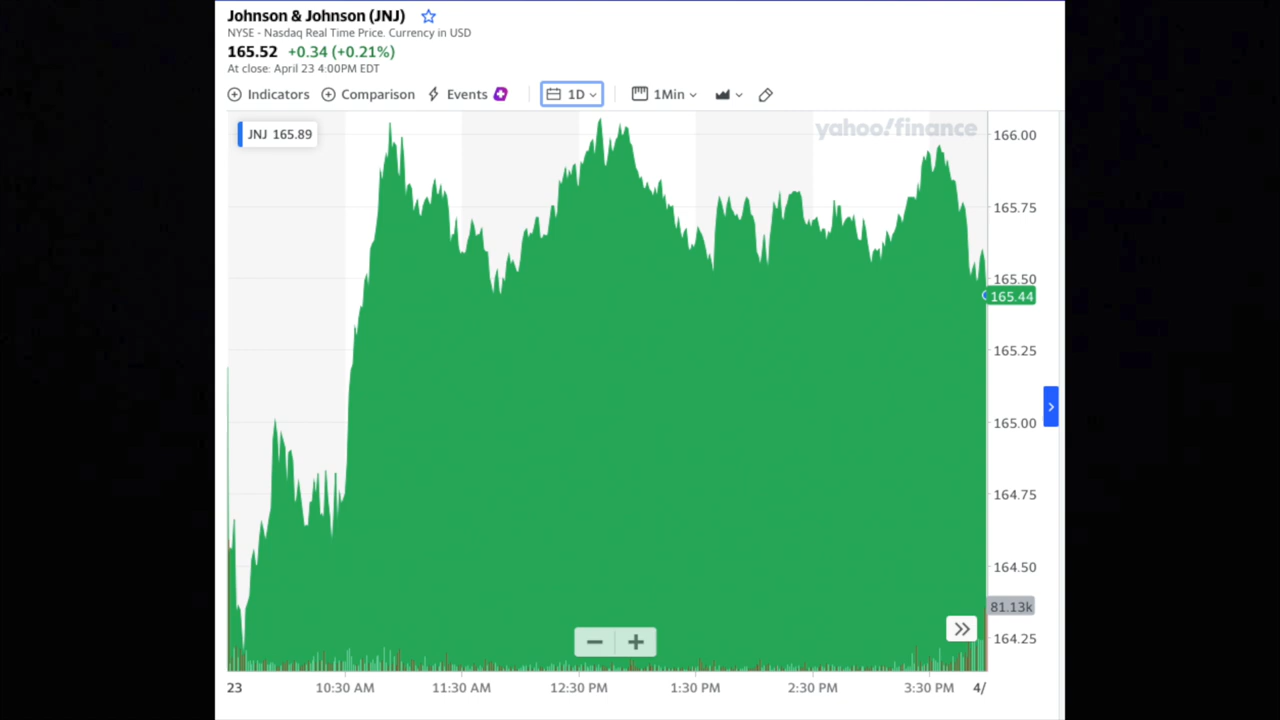 Johnson & Johnson (JNJ)
NYSE - Nasdaq Real Time Price. Currency in USD
165.52 +0.34 (+0.21%)
At close: April 23 4:00PM EDT
Indicators Comparison Events 1D 1Min
JNJ 165.89
yahoo!finance
166.00
165.75
165.50
165.44
165.25
165.00
164.75
164.50
81.13k
164.25
23 10:30 AM 11:30 AM 12:30 PM 1:30 PM 2:30 PM 3:30 PM 4/